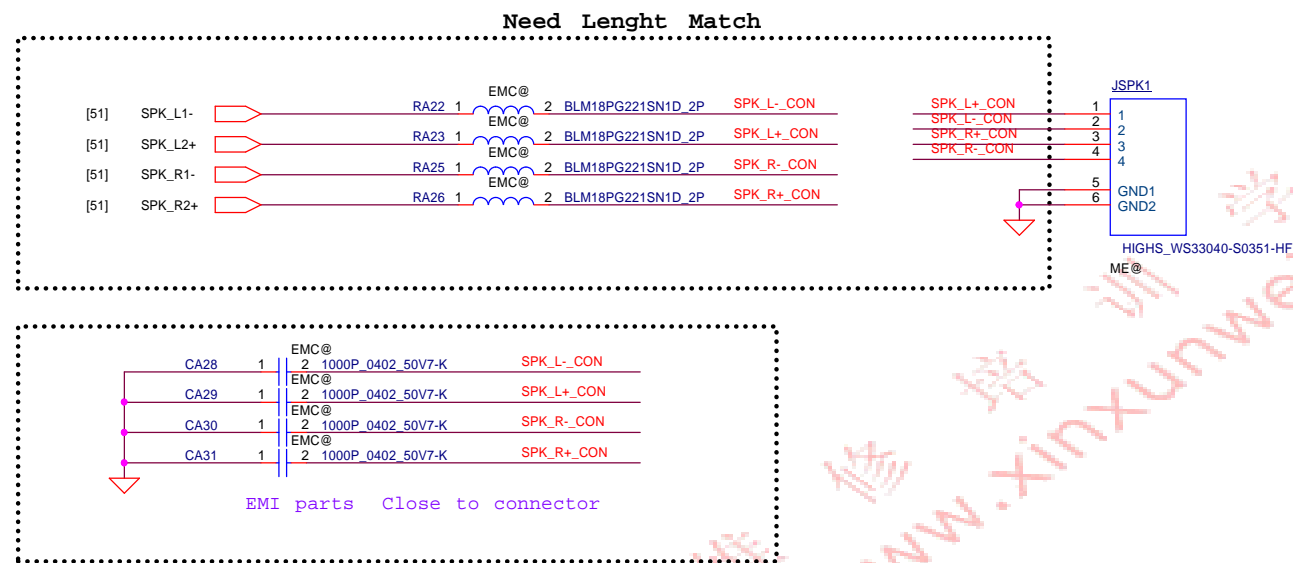 Need Lenght Match
EMC@
[51] SPK_L1- RA22 1 2 BLM18PG221SN1D_2P SPK_L-_CON
EMC@
[51] SPK_L2+ RA23 1 2 BLM18PG221SN1D_2P SPK_L+_CON
EMC@
[51] SPK_R1- RA25 1 2 BLM18PG221SN1D_2P SPK_R-_CON
EMC@
[51] SPK_R2+ RA26 1 2 BLM18PG221SN1D_2P SPK_R+_CON
JSPK1
SPK_L+_CON 1 1
SPK_L-_CON 2 2
SPK_R+_CON 3 3
SPK_R-_CON 4 4
5 GND1
6 GND2
HIGHS_WS33040-S0351-HF
ME@
EMC@
CA28 1 2 1000P_0402_50V7-K SPK_L-_CON
EMC@
CA29 1 2 1000P_0402_50V7-K SPK_L+_CON
EMC@
CA30 1 2 1000P_0402_50V7-K SPK_R-_CON
EMC@
CA31 1 2 1000P_0402_50V7-K SPK_R+_CON
EMI parts Close to connector
修 培 训 学